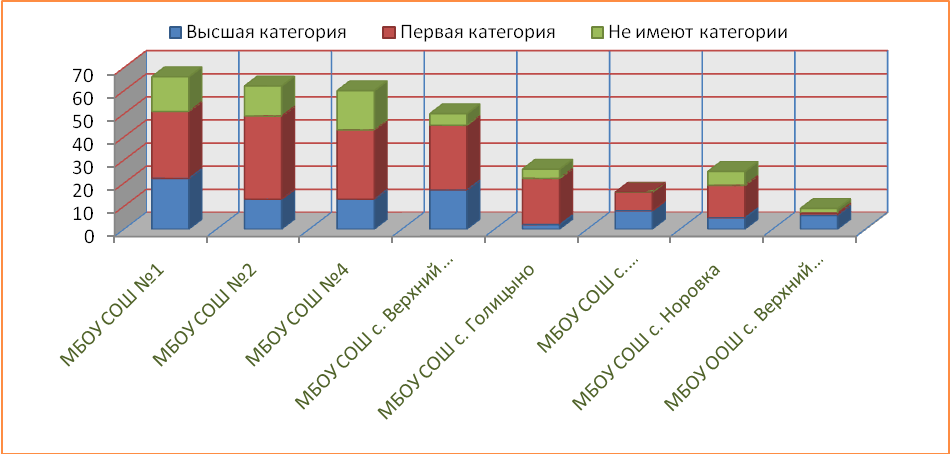 Высшая категория Первая категория Не имеют категории
70
60
50
40
30
20
10
0
МБОУ СОШ №1
МБОУ СОШ №2
МБОУ СОШ №4
МБОУ СОШ с. Верхний...
МБОУ СОШ с. Голицыно
МБОУ СОШ с....
МБОУ СОШ с. Норовка
МБОУ ООШ с. Верхний...